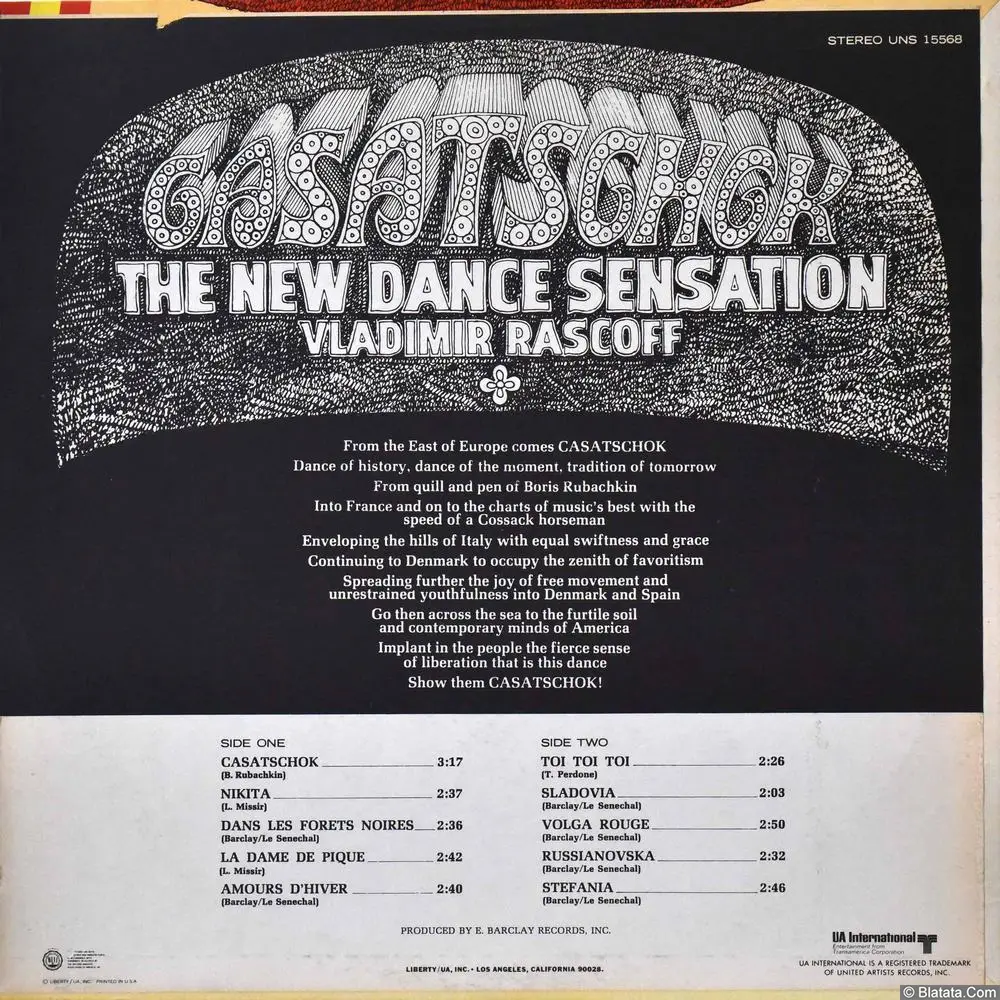 STEREO UNS 15568
CASATSCHOK
THE NEW DANCE SENSATION
VLADIMIR RASCOFF
From the East of Europe comes CASATSCHOK
Dance of history, dance of the moment, tradition of tomorrow
From quill and pen of Boris Rubachkin
Into France and on to the charts of music's best with the
speed of a Cossack horseman
Enveloping the hills of Italy with equal swiftness and grace
Continuing to Denmark to occupy the zenith of favoritism
Spreading further the joy of free movement and
unrestrained youthfulness into Denmark and Spain
Go then across the sea to the furtile soil
and contemporary minds of America
Implant in the people the fierce sense
of liberation that is this dance
Show them CASATSCHOK!
SIDE ONE
CASATSCHOK 3:17
(B. Rubachkin)
NIKITA 2:37
(L. Missir)
DANS LES FORETS NOIRES 2:36
(Barclay/Le Senechal)
LA DAME DE PIQUE 2:42
(L. Missir)
AMOURS D'HIVER 2:40
(Barclay/Le Senechal)
SIDE TWO
TOI TOI TOI 2:26
(T. Perdone)
SLADOVIA 2:03
(Barclay/Le Senechal)
VOLGA ROUGE 2:50
(Barclay/Le Senechal)
RUSSIANOVSKA 2:32
(Barclay/Le Senechal)
STEFANIA 2:46
(Barclay/Le Senechal)
PRODUCED BY E. BARCLAY RECORDS, INC.
UA International
Entertainment from
Transamerica Corporation
© LIBERTY / UA, INC. PRINTED IN U.S.A.
LIBERTY/UA, INC. • LOS ANGELES, CALIFORNIA 90028.
UA INTERNATIONAL IS A REGISTERED TRADEMARK
OF UNITED ARTISTS RECORDS, INC.
© Blatata.Com